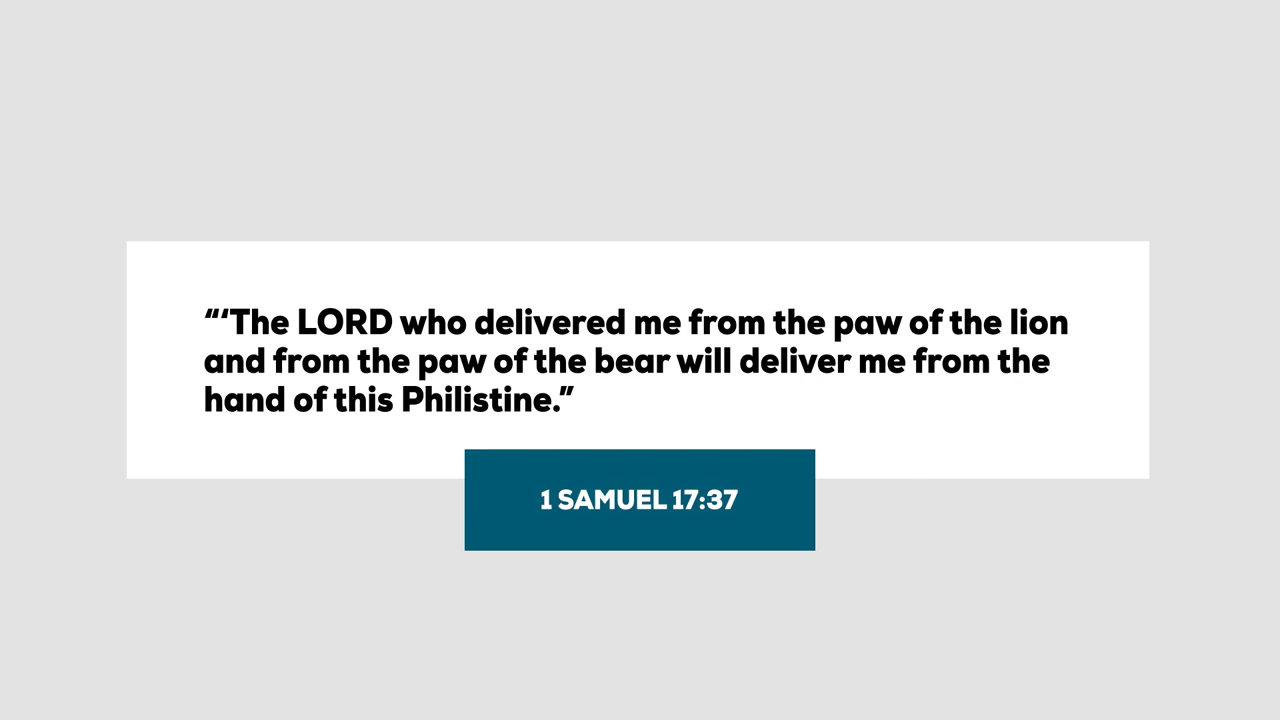 “‘The LORD who delivered me from the paw of the lion
and from the paw of the bear will deliver me from the
hand of this Philistine.”
1 SAMUEL 17:37